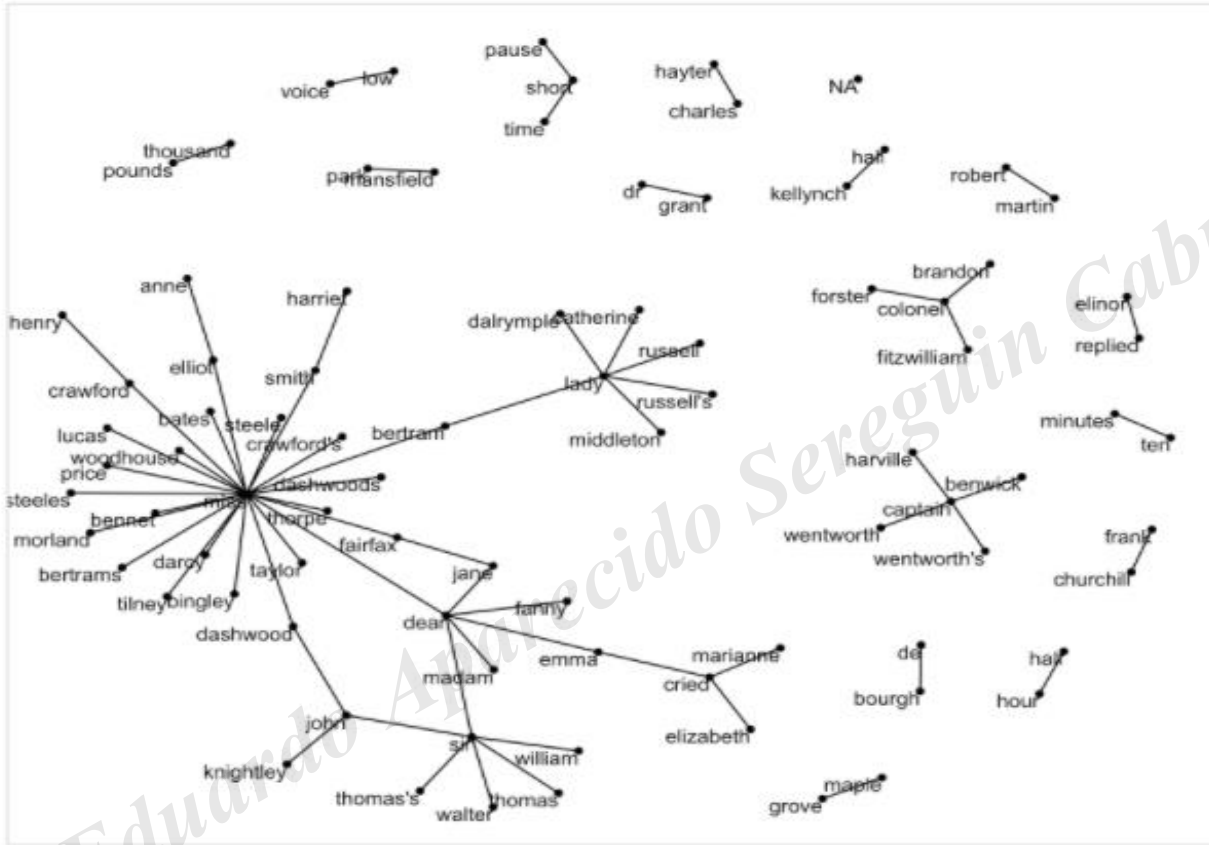 pause
low
voice
short
hayter
NA
charles
time
thousand
pounds
park
mansfield
hall
kellynch
dr
grant
robert
martin
anne
harriet
henry
brandon
forster
colonel
elinor
dalrymple
catherine
russell
fitzwilliam
replied
elliot
smith
lady
crawford
russell's
bates
steele
minutes
lucas
crawford's
bertram
middleton
ten
woodhouse
harville
price
dashwoods
benwick
steeles
captain
bennet
thorpe
morland
fairfax
wentworth
wentworth's
frank
darcy
taylor
jane
bertrams
churchill
tilney
bingley
fanny
dear
dashwood
emma
marianne
de
madam
cried
bourgh
hour
john
elizabeth
sir
william
knightley
thomas's
thomas
walter
maple
grove
Eduardo Aparecido Sereguin Cabr